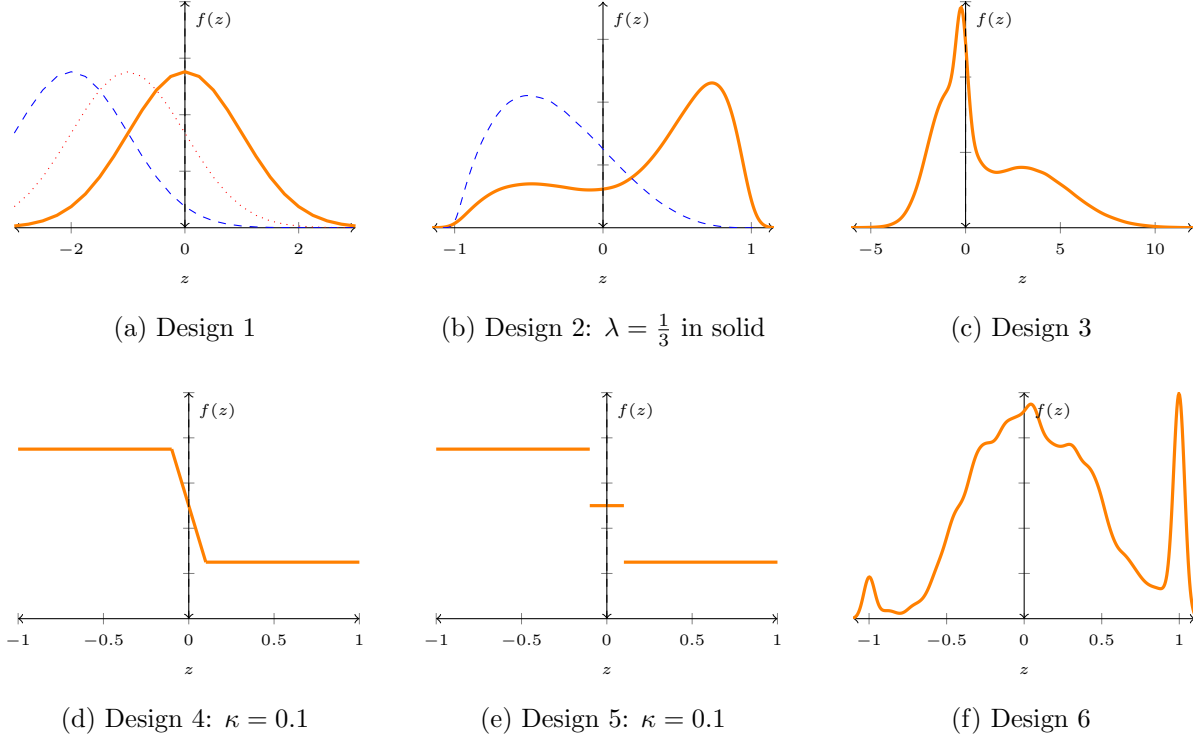 f(z)
−2 0 2
z
(a) Design 1
f(z)
−1 0 1
z
(b) Design 2: λ = 1/3 in solid
f(z)
−5 0 5 10
z
(c) Design 3
f(z)
−1 −0.5 0 0.5 1
z
(d) Design 4: κ = 0.1
f(z)
−1 −0.5 0 0.5 1
z
(e) Design 5: κ = 0.1
f(z)
−1 −0.5 0 0.5 1
z
(f) Design 6